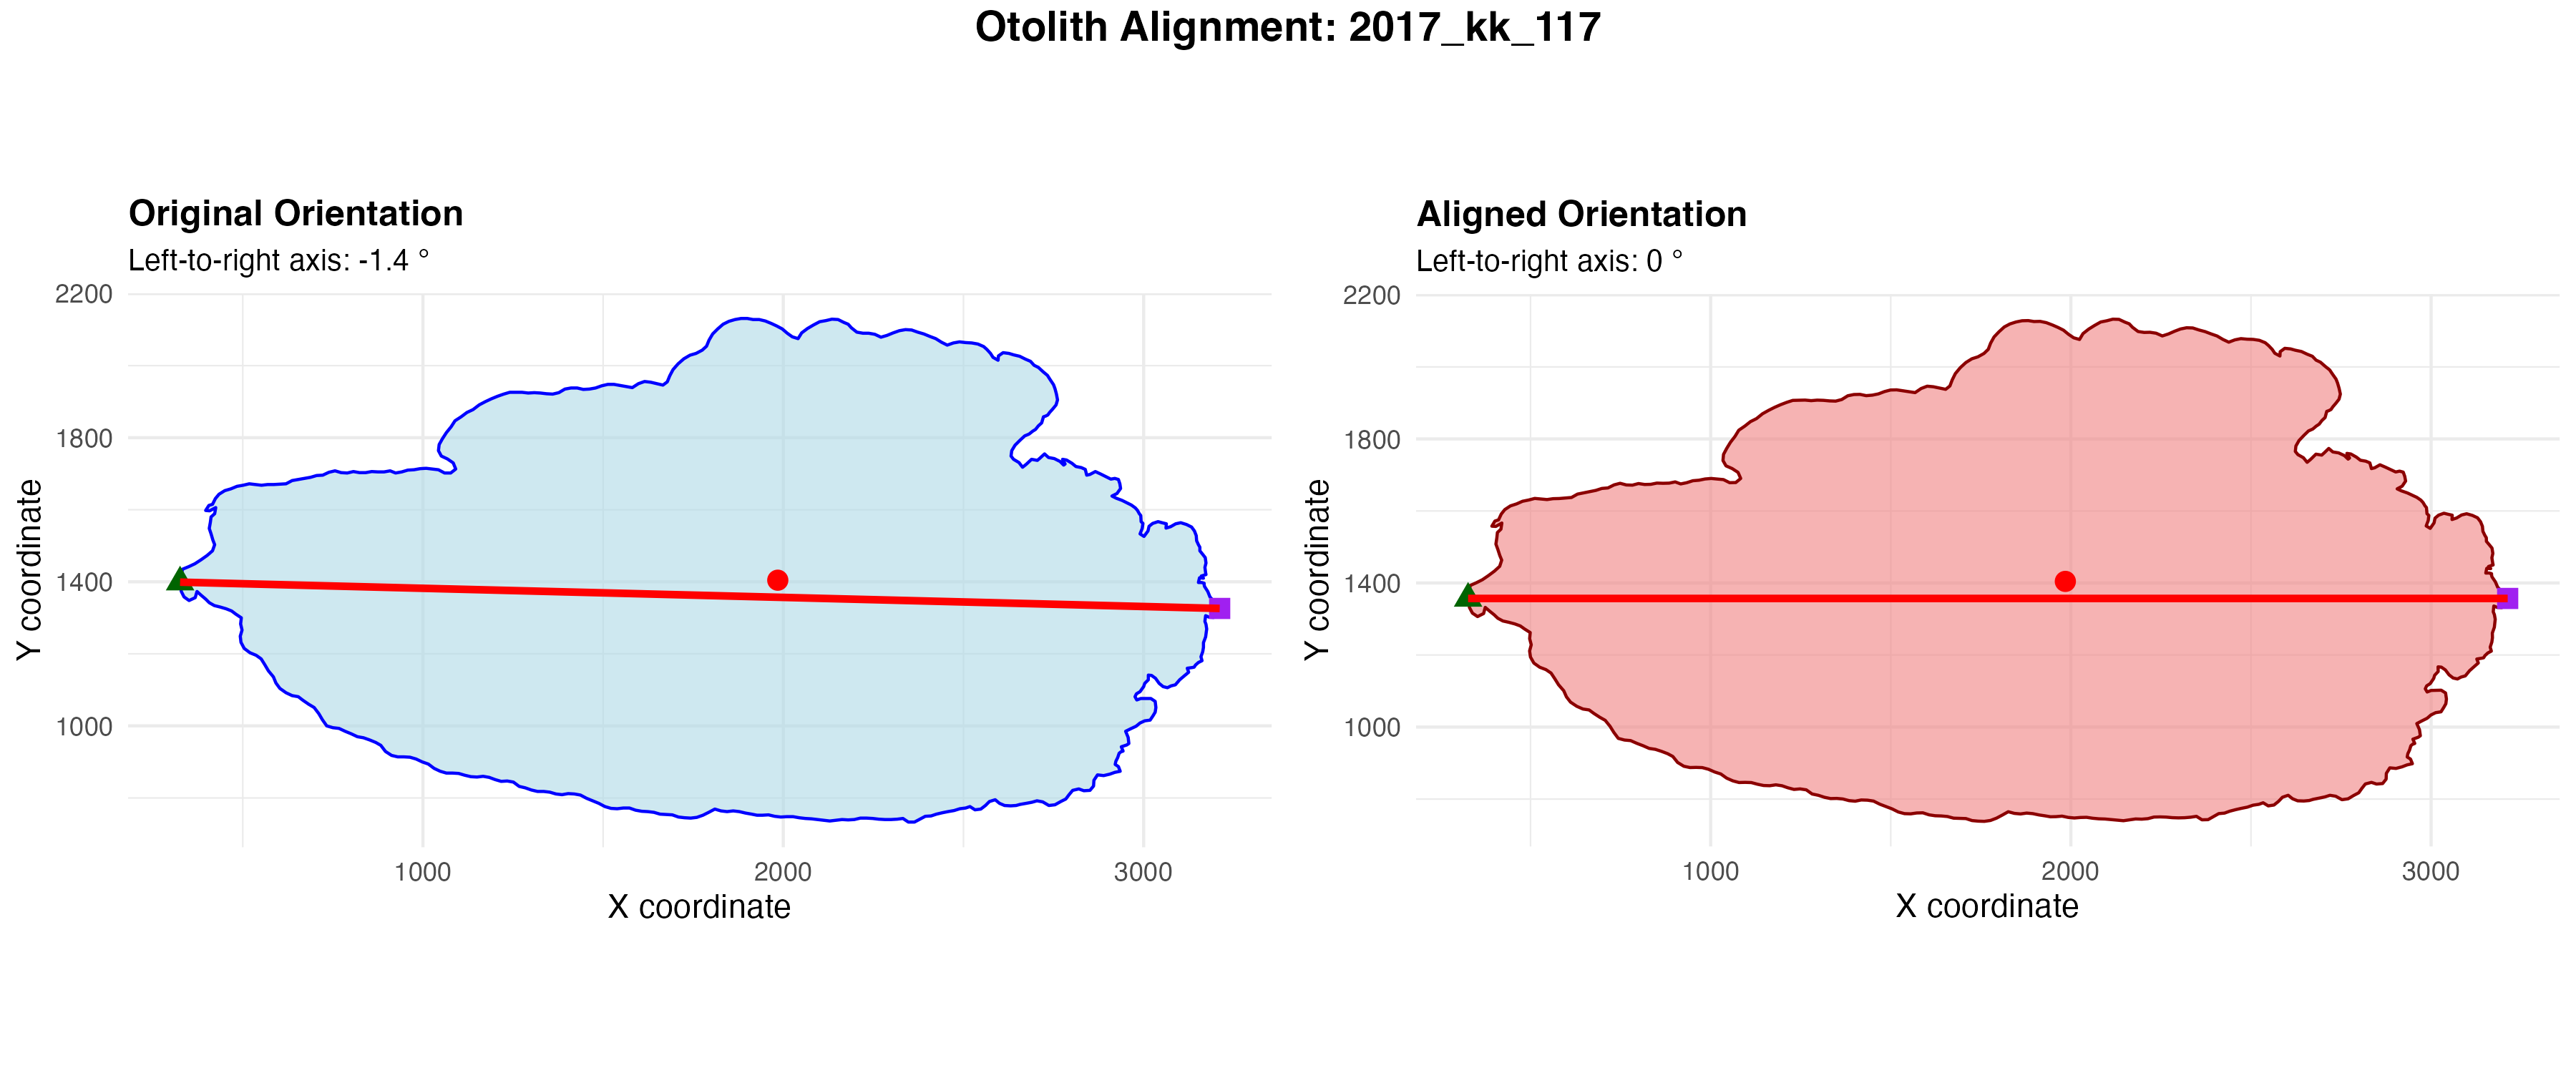 Otolith Alignment: 2017_kk_117
Original Orientation
Left-to-right axis: -1.4 °
2200
1800
1400
1000
Y coordinate
1000 2000 3000
X coordinate
Aligned Orientation
Left-to-right axis: 0 °
2200
1800
1400
1000
Y coordinate
1000 2000 3000
X coordinate